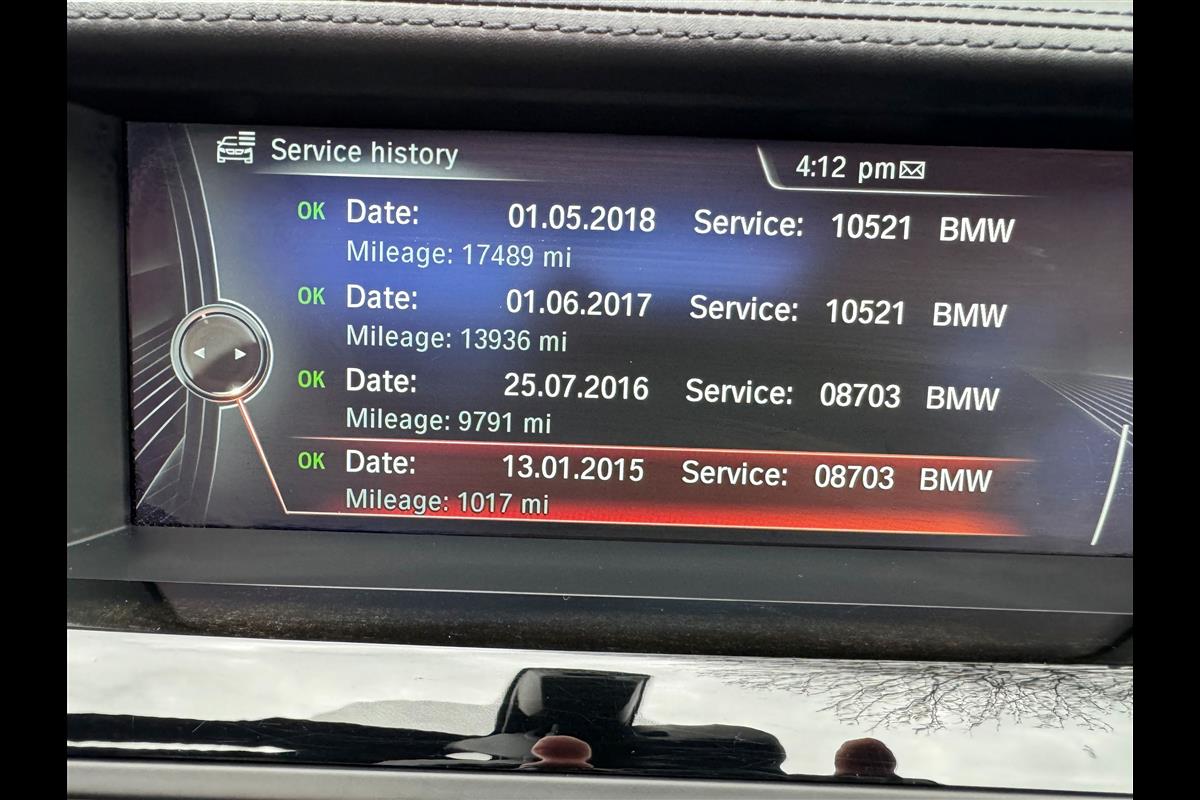 Service history 4:12 pm
OK Date: 01.05.2018 Service: 10521 BMW
Mileage: 17489 mi
OK Date: 01.06.2017 Service: 10521 BMW
Mileage: 13936 mi
OK Date: 25.07.2016 Service: 08703 BMW
Mileage: 9791 mi
OK Date: 13.01.2015 Service: 08703 BMW
Mileage: 1017 mi